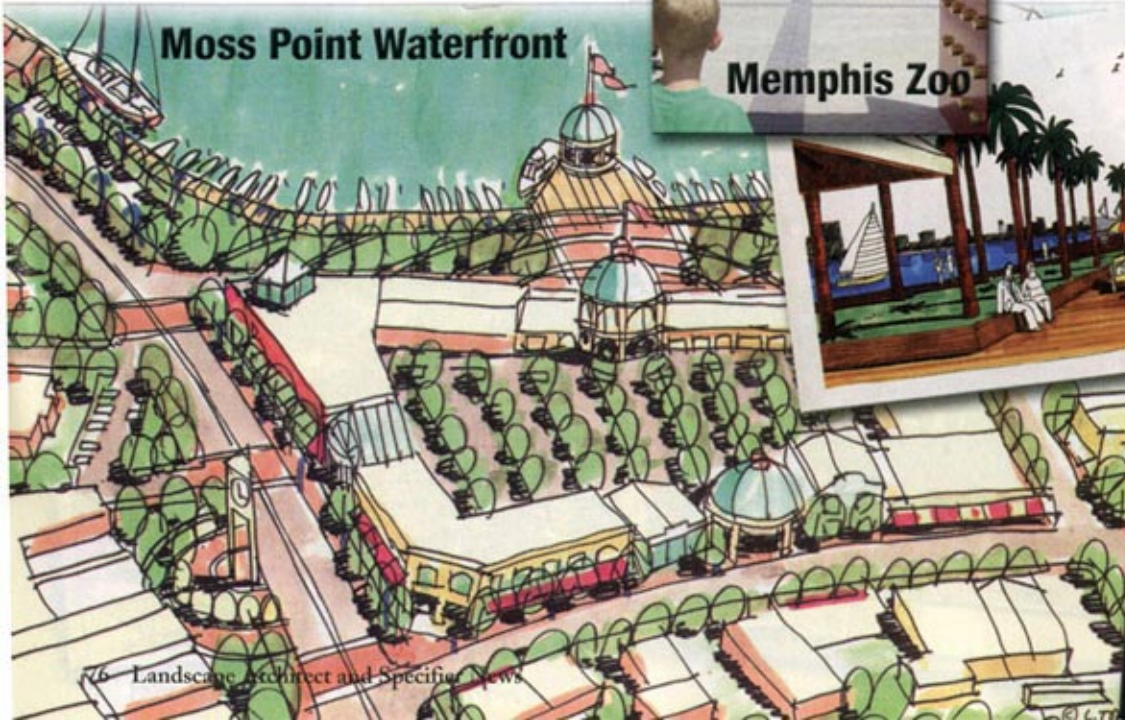 Moss Point Waterfront
Memphis Zoo
76 Landscape Architect and Specifier News